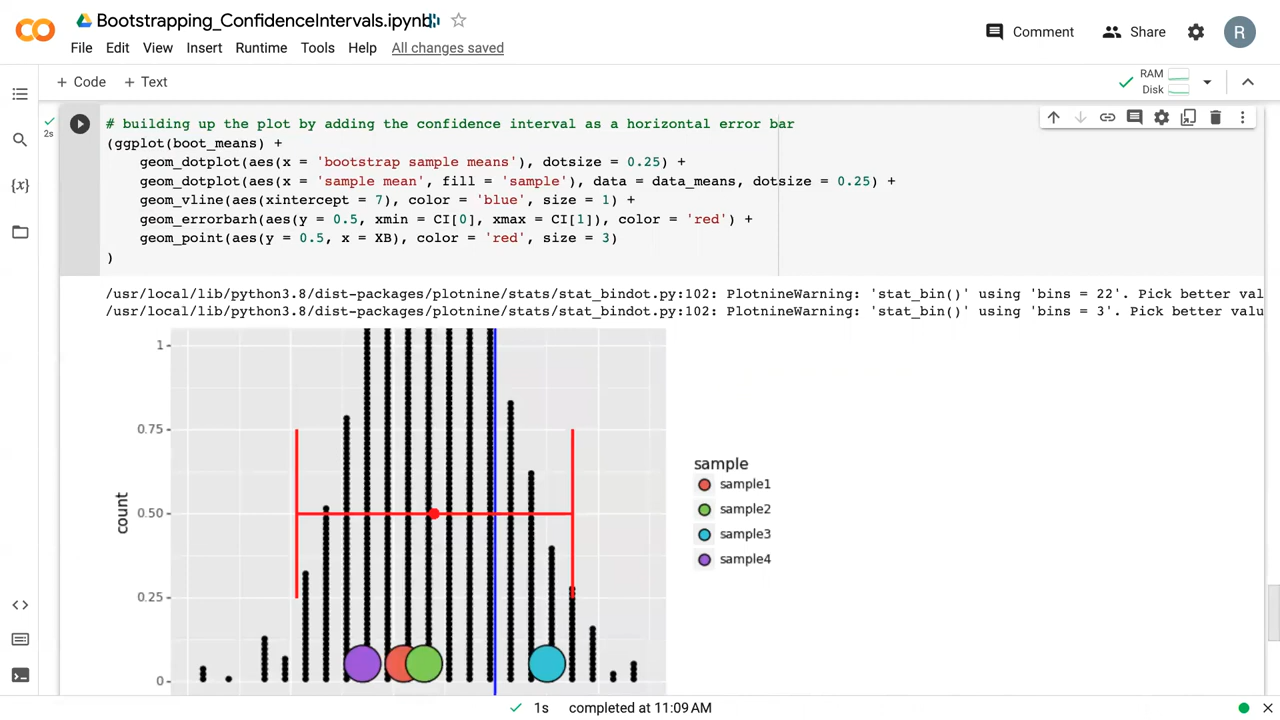 Bootstrapping_ConfidenceIntervals.ipynb
File Edit View Insert Runtime Tools Help All changes saved
Comment Share R
+ Code + Text
RAM
Disk
2s
# building up the plot by adding the confidence interval as a horizontal error bar
(ggplot(boot_means) +
geom_dotplot(aes(x = 'bootstrap sample means'), dotsize = 0.25) +
geom_dotplot(aes(x = 'sample mean', fill = 'sample'), data = data_means, dotsize = 0.25) +
geom_vline(aes(xintercept = 7), color = 'blue', size = 1) +
geom_errorbarh(aes(y = 0.5, xmin = CI[0], xmax = CI[1]), color = 'red') +
geom_point(aes(y = 0.5, x = XB), color = 'red', size = 3)
)
/usr/local/lib/python3.8/dist-packages/plotnine/stats/stat_bindot.py:102: PlotnineWarning: 'stat_bin()' using 'bins = 22'. Pick better val
/usr/local/lib/python3.8/dist-packages/plotnine/stats/stat_bindot.py:102: PlotnineWarning: 'stat_bin()' using 'bins = 3'. Pick better value
1
0.75
0.50
0.25
0
count
sample
sample1
sample2
sample3
sample4
1s completed at 11:09 AM